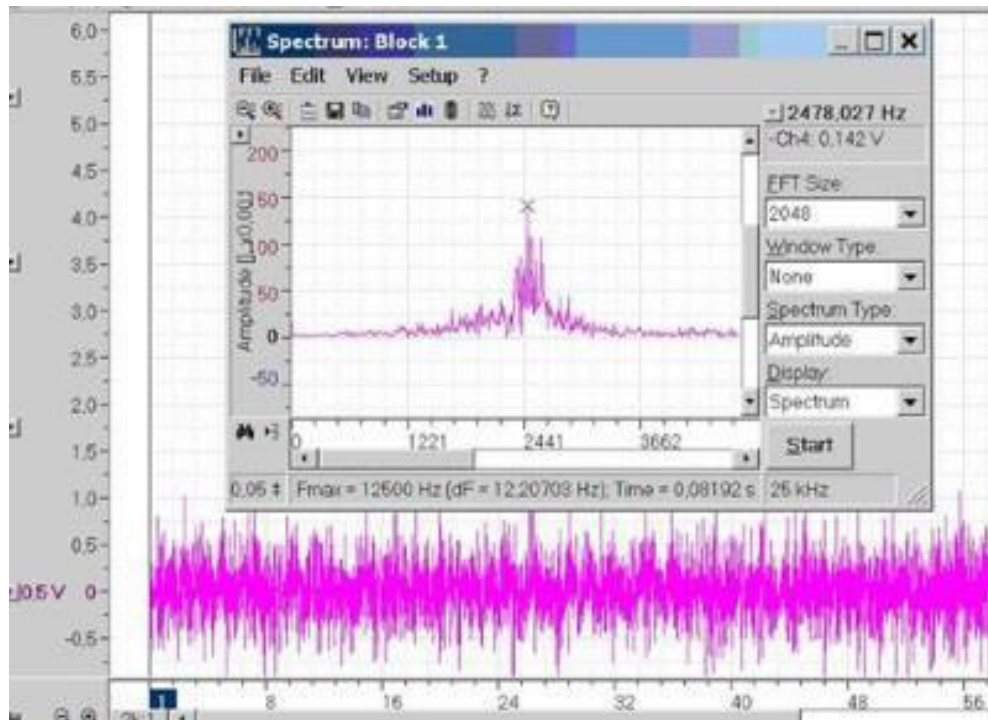 Spectrum: Block 1
File Edit View Setup ?
2478,027 Hz
Ch4: 0,142 V
FFT Size:
2048
Window Type
None
Spectrum Type:
Amplitude
Display:
Spectrum
Start
200
50
100
50
0
-50
0 1221 2441 3662
0,05 Fmax = 12500 Hz (dF = 12,20703 Hz); Time = 0,08192 s 25 kHz
6,0
5,5
5,0
4,5
4,0
3,5
3,0
2,5
2,0
1,5
1,0
0,5
0,5 V 0
-0,5
1 8 16 24 32 40 48 56